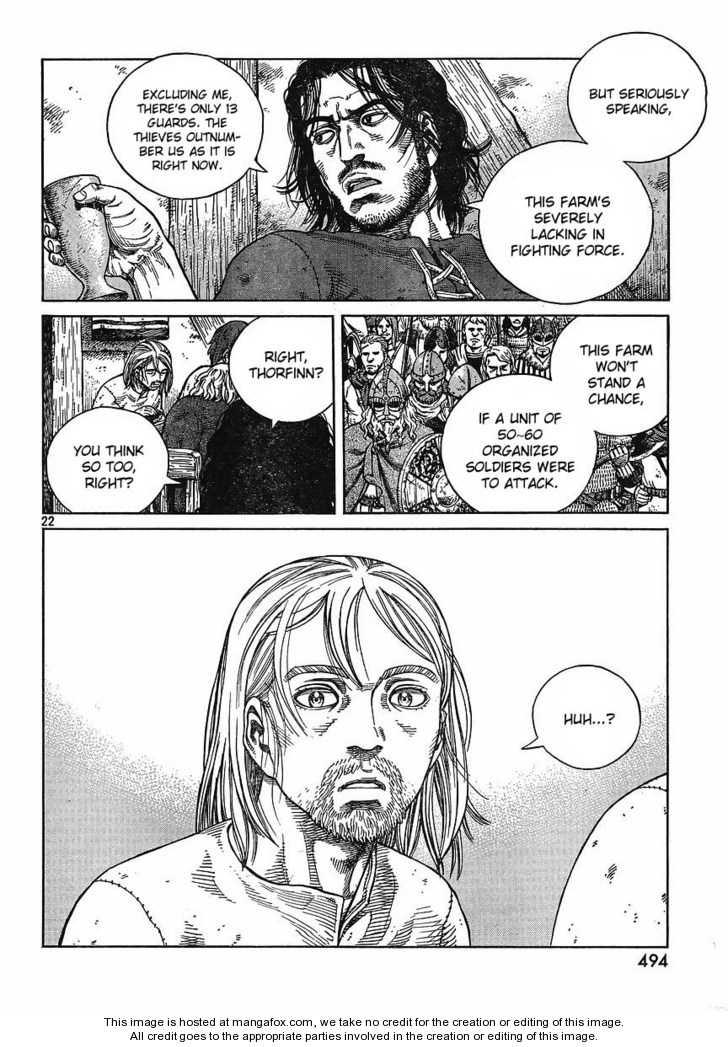 BUT SERIOUSLY
SPEAKING,
THIS FARM'S
SEVERELY
LACKING IN
FIGHTING FORCE.
EXCLUDING ME,
THERE'S ONLY 13
GUARDS. THE
THIEVES OUTNUM-
BER US AS IT IS
RIGHT NOW.
THIS FARM
WON'T
STAND A
CHANCE,
IF A UNIT OF
50~60
ORGANIZED
SOLDIERS WERE
TO ATTACK.
RIGHT,
THORFINN?
YOU THINK
SO TOO,
RIGHT?
22
HUH...?
494
This image is hosted at mangafox.com, we take no credit for the creation or editing of this image.
All credit goes to the appropriate parties involved in the creation or editing of this image.